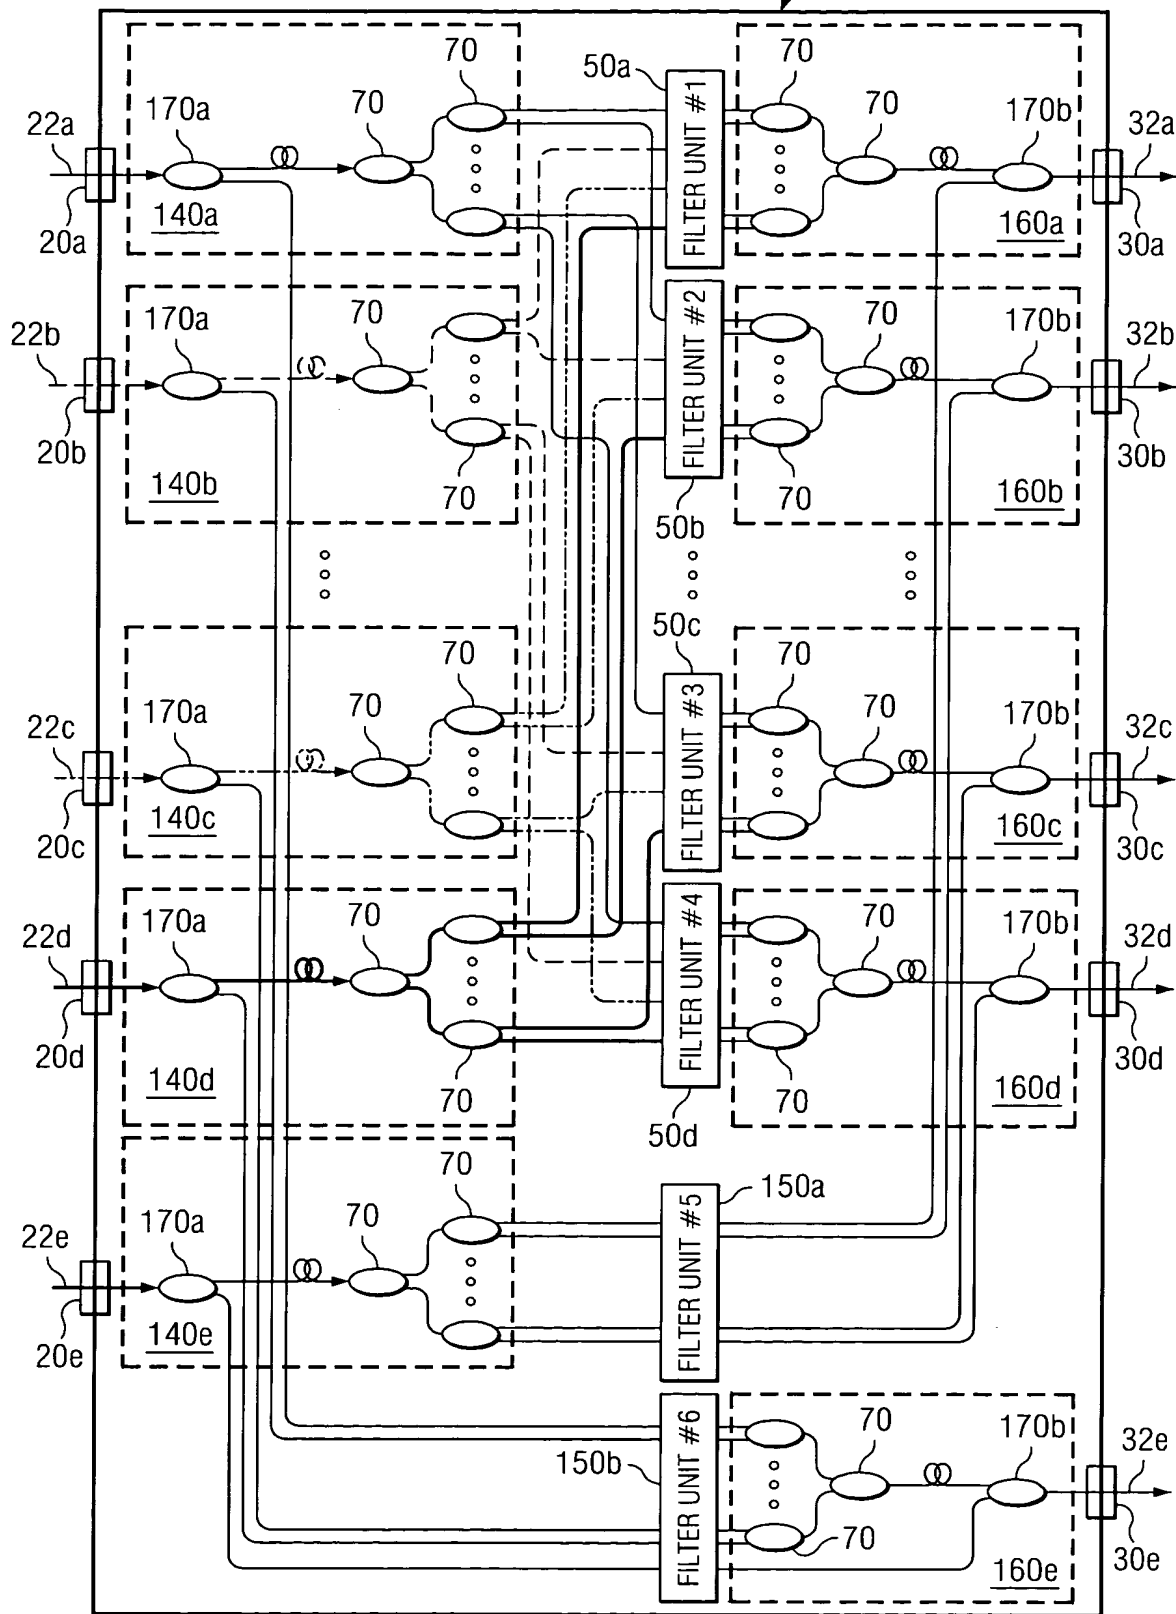 70
50a
FILTER UNIT #1
70
22a
170a
70
70
170b
32a
20a
140a
160a
30a
22b
170a
70
FILTER UNIT #2
70
170b
32b
20b
140b
70
50b
70
160b
30b
50c
22c
170a
70
70
FILTER UNIT #3
70
70
170b
32c
20c
140c
160c
30c
22d
170a
70
FILTER UNIT #4
70
170b
32d
20d
140d
70
50d
70
160d
30d
70
150a
22e
170a
70
FILTER UNIT #5
20e
140e
150b
FILTER UNIT #6
70
170b
32e
70
160e
30e